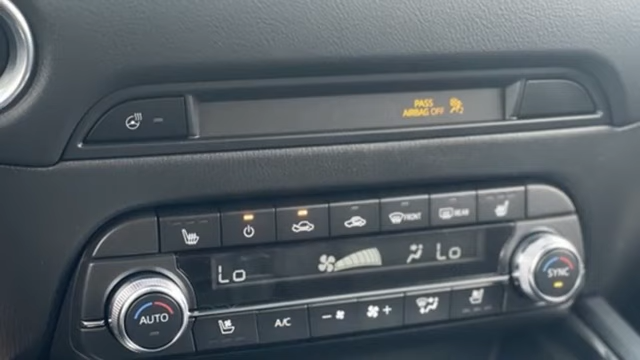 PASS
AIRBAG OFF
FRONT
REAR
Lo
Lo
AUTO
SYNC
A/C
- +